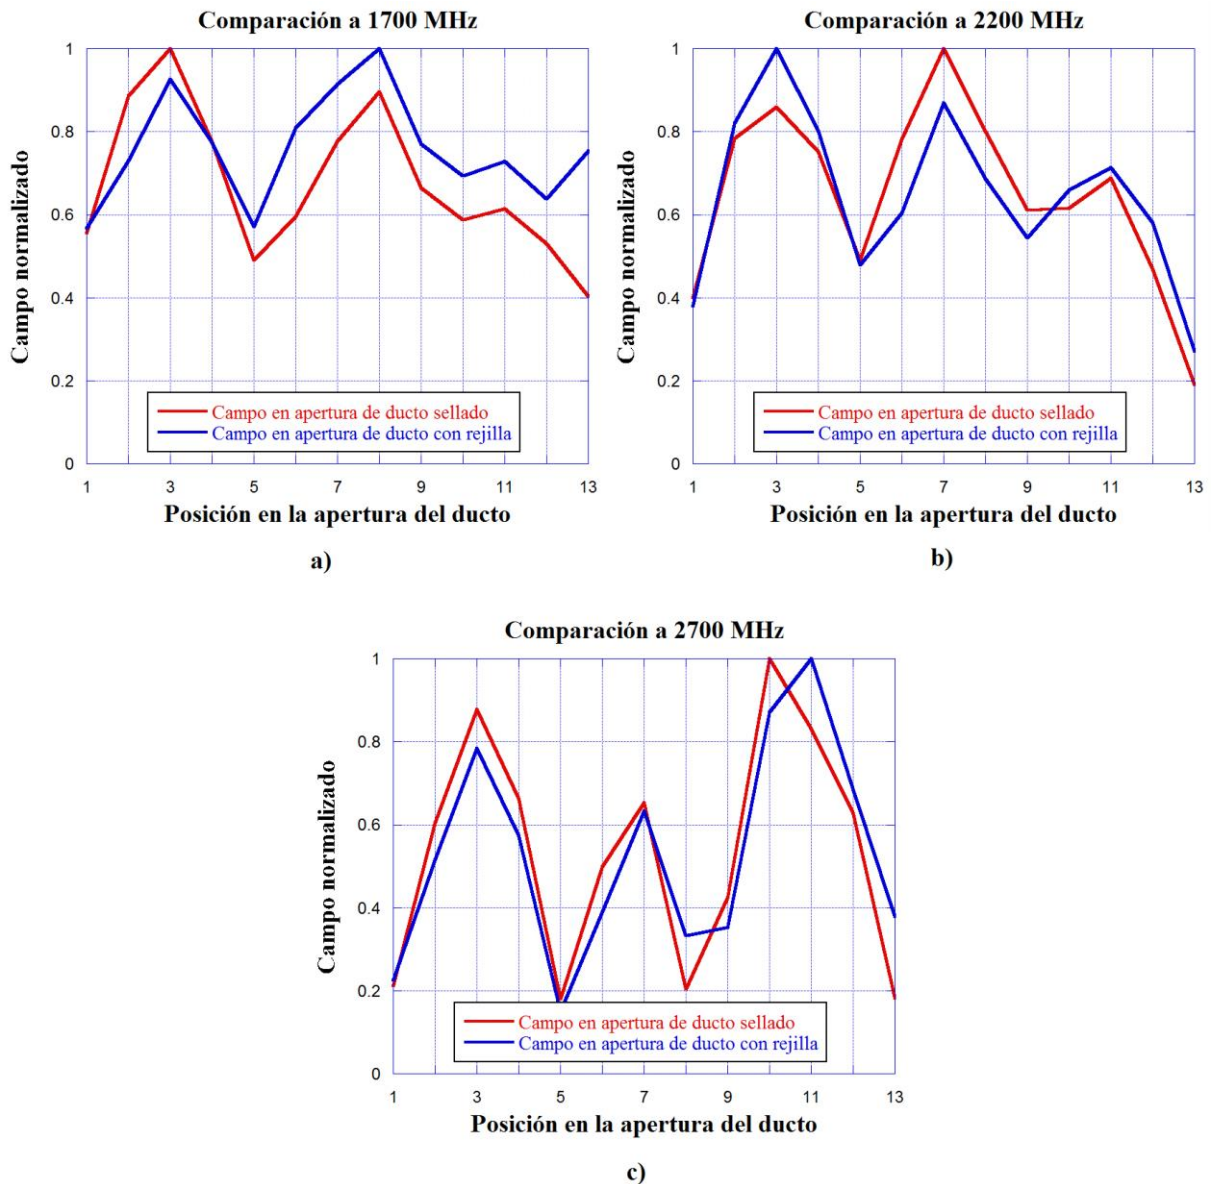 Comparación a 1700 MHz
Campo normalizado
1
0.8
0.6
0.4
0.2
0
Campo en apertura de ducto sellado
Campo en apertura de ducto con rejilla
1 3 5 7 9 11 13
Posición en la apertura del ducto
a)
Comparación a 2200 MHz
Campo normalizado
1
0.8
0.6
0.4
0.2
0
Campo en apertura de ducto sellado
Campo en apertura de ducto con rejilla
1 3 5 7 9 11 13
Posición en la apertura del ducto
b)
Comparación a 2700 MHz
Campo normalizado
1
0.8
0.6
0.4
0.2
0
Campo en apertura de ducto sellado
Campo en apertura de ducto con rejilla
1 3 5 7 9 11 13
Posición en la apertura del ducto
c)